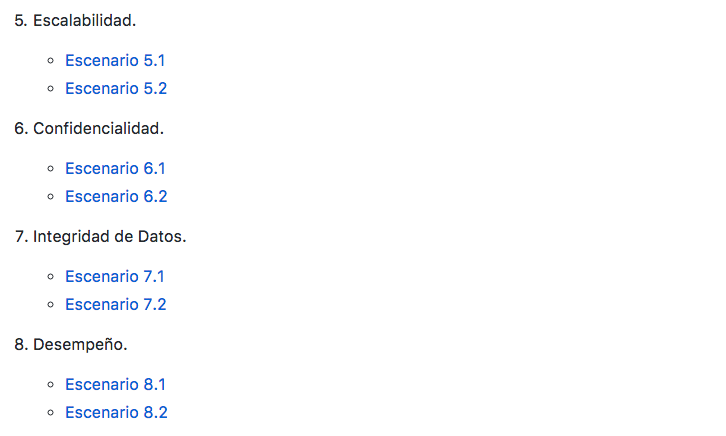 5. Escalabilidad.
Escenario 5.1
Escenario 5.2
6. Confidencialidad.
Escenario 6.1
Escenario 6.2
7. Integridad de Datos.
Escenario 7.1
Escenario 7.2
8. Desempeño.
Escenario 8.1
Escenario 8.2